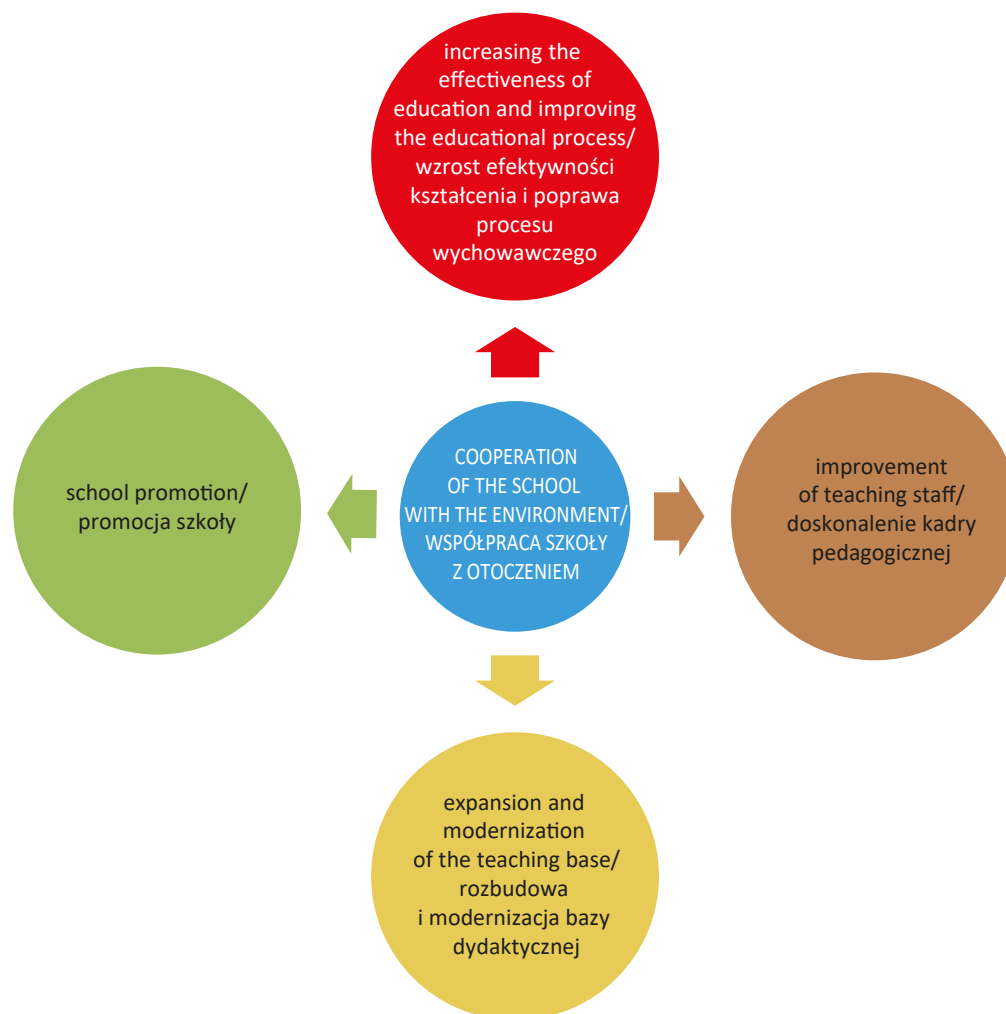 increasing the
effectiveness of
education and improving
the educational process/
wzrost efektywności
kształcenia i poprawa
procesu
wychowawczego
school promotion/
promocja szkoły
COOPERATION
OF THE SCHOOL
WITH THE ENVIRONMENT/
WSPÓŁPRACA SZKOŁY
Z OTOCZENIEM
improvement
of teaching staff/
doskonalenie kadry
pedagogicznej
expansion and
modernization
of the teaching base/
rozbudowa
i modernizacja bazy
dydaktycznej